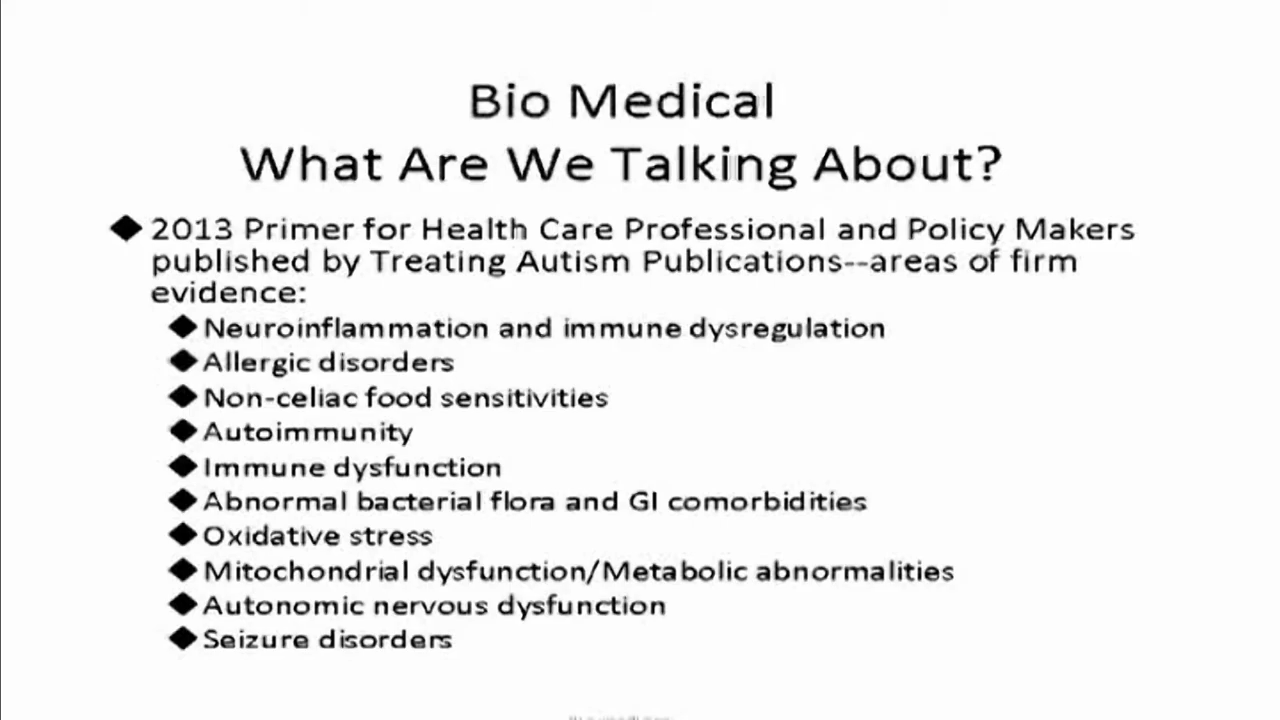 Bio Medical
What Are We Talking About?
◆ 2013 Primer for Health Care Professional and Policy Makers
published by Treating Autism Publications--areas of firm
evidence:
◆ Neuroinflammation and immune dysregulation
◆ Allergic disorders
◆ Non-celiac food sensitivities
◆ Autoimmunity
◆ Immune dysfunction
◆ Abnormal bacterial flora and GI comorbidities
◆ Oxidative stress
◆ Mitochondrial dysfunction/Metabolic abnormalities
◆ Autonomic nervous dysfunction
◆ Seizure disorders